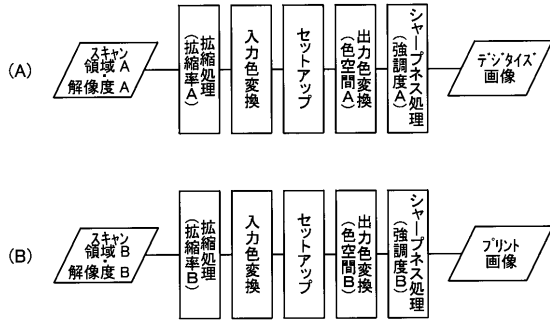 (A)
スキャン
領域A
・
解像度A
拡縮処理
(拡縮率A)
入力色変換
セットアップ
出力色変換
(色空間A)
シャープネス処理
(強調度A)
デジタイズ
画像
(B)
スキャン
領域B
・
解像度B
拡縮処理
(拡縮率B)
入力色変換
セットアップ
出力色変換
(色空間B)
シャープネス処理
(強調度B)
プリント
画像